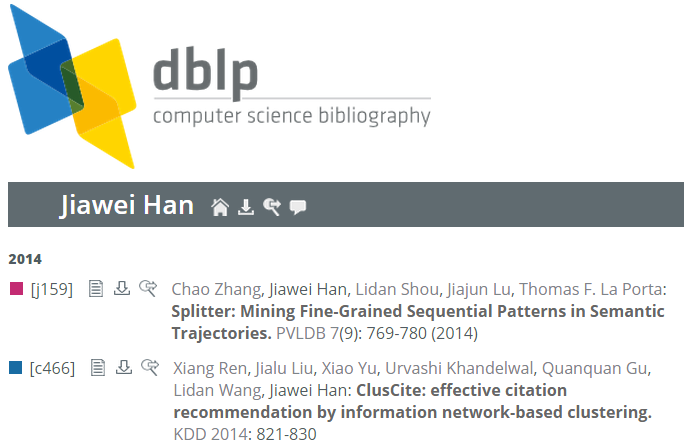 dblp
computer science bibliography
Jiawei Han
2014
[j159] Chao Zhang, Jiawei Han, Lidan Shou, Jiajun Lu, Thomas F. La Porta:
Splitter: Mining Fine-Grained Sequential Patterns in Semantic
Trajectories. PVLDB 7(9): 769-780 (2014)
[c466] Xiang Ren, Jialu Liu, Xiao Yu, Urvashi Khandelwal, Quanquan Gu,
Lidan Wang, Jiawei Han: ClusCite: effective citation
recommendation by information network-based clustering.
KDD 2014: 821-830